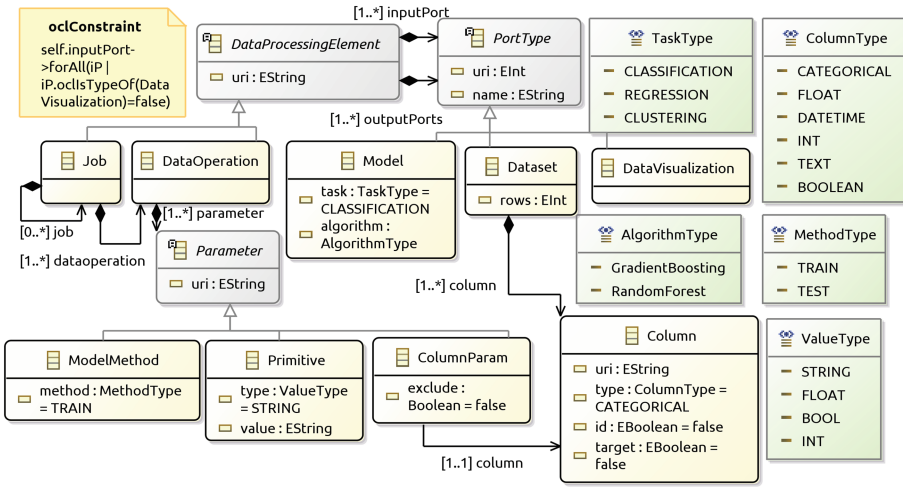 oclConstraint
self.inputPort-
>forAll(iP |
iP.oclIsTypeOf(Data
Visualization)=false)
DataProcessingElement
uri : EString
[1..*] inputPort
[1..*] outputPorts
PortType
uri : EInt
name : EString
TaskType
CLASSIFICATION
REGRESSION
CLUSTERING
ColumnType
CATEGORICAL
FLOAT
DATETIME
INT
TEXT
BOOLEAN
Job
DataOperation
[0..*] job
[1..*] parameter
[1..*] dataoperation
Model
task : TaskType =
CLASSIFICATION
algorithm :
AlgorithmType
Dataset
rows : EInt
DataVisualization
Parameter
uri : EString
[1..*] column
AlgorithmType
GradientBoosting
RandomForest
MethodType
TRAIN
TEST
ModelMethod
method : MethodType
= TRAIN
Primitive
type : ValueType
= STRING
value : EString
ColumnParam
exclude :
Boolean = false
[1..1] column
Column
uri : EString
type : ColumnType =
CATEGORICAL
id : EBoolean = false
target : EBoolean =
false
ValueType
STRING
FLOAT
BOOL
INT